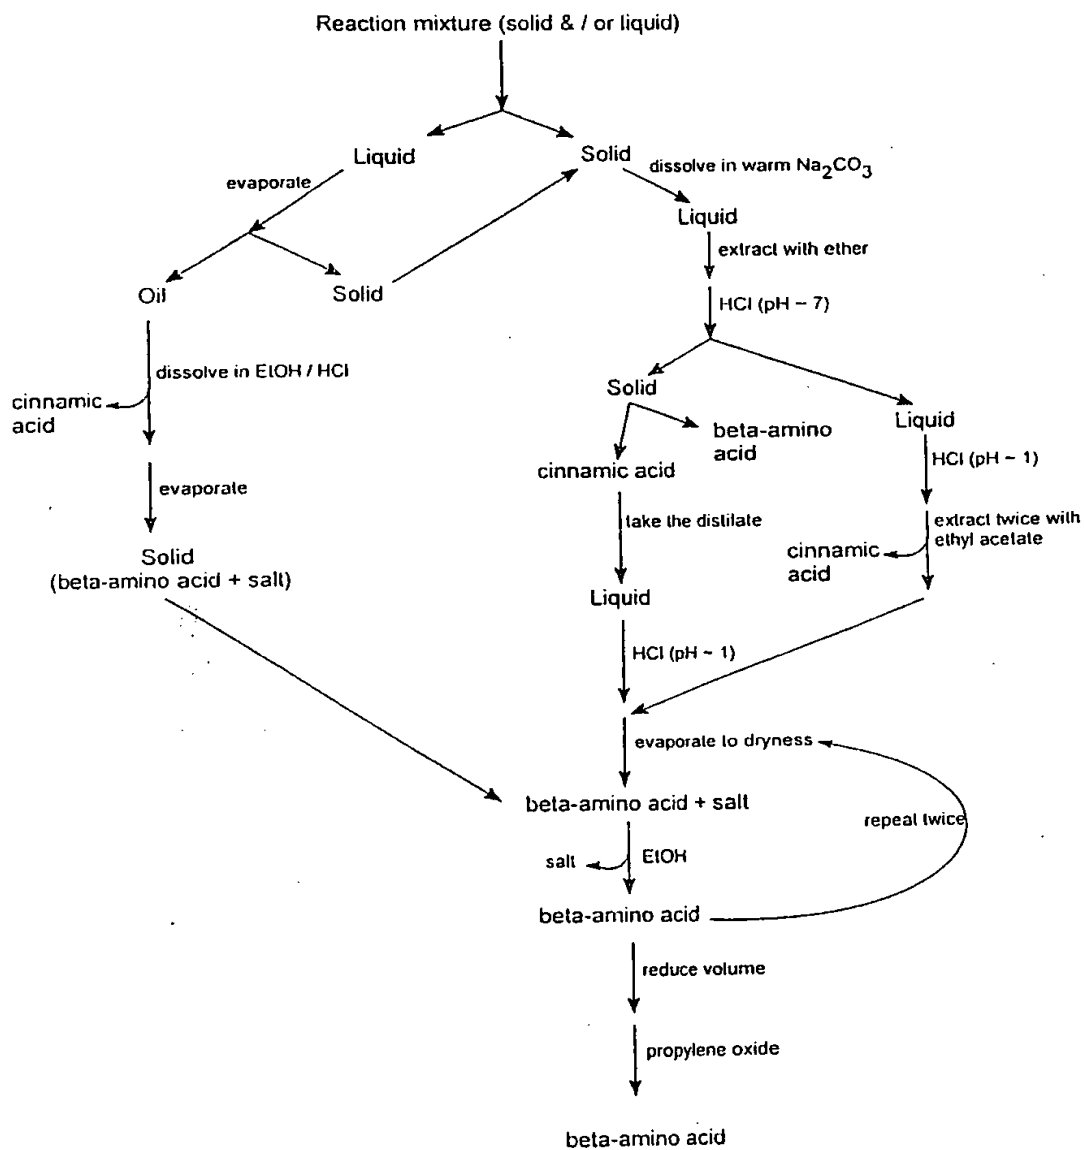 Reaction mixture (solid & / or liquid)
Liquid
Solid
dissolve in warm Na2CO3
evaporate
Liquid
extract with ether
Oil
Solid
HCl (pH ~ 7)
dissolve in EtOH / HCl
Solid
cinnamic
acid
beta-amino
acid
Liquid
cinnamic acid
HCl (pH ~ 1)
evaporate
take the distilate
extract twice with
ethyl acetate
cinnamic
acid
Solid
(beta-amino acid + salt)
Liquid
HCl (pH ~ 1)
evaporate to dryness
beta-amino acid + salt
repeat twice
salt
EtOH
beta-amino acid
reduce volume
propylene oxide
beta-amino acid